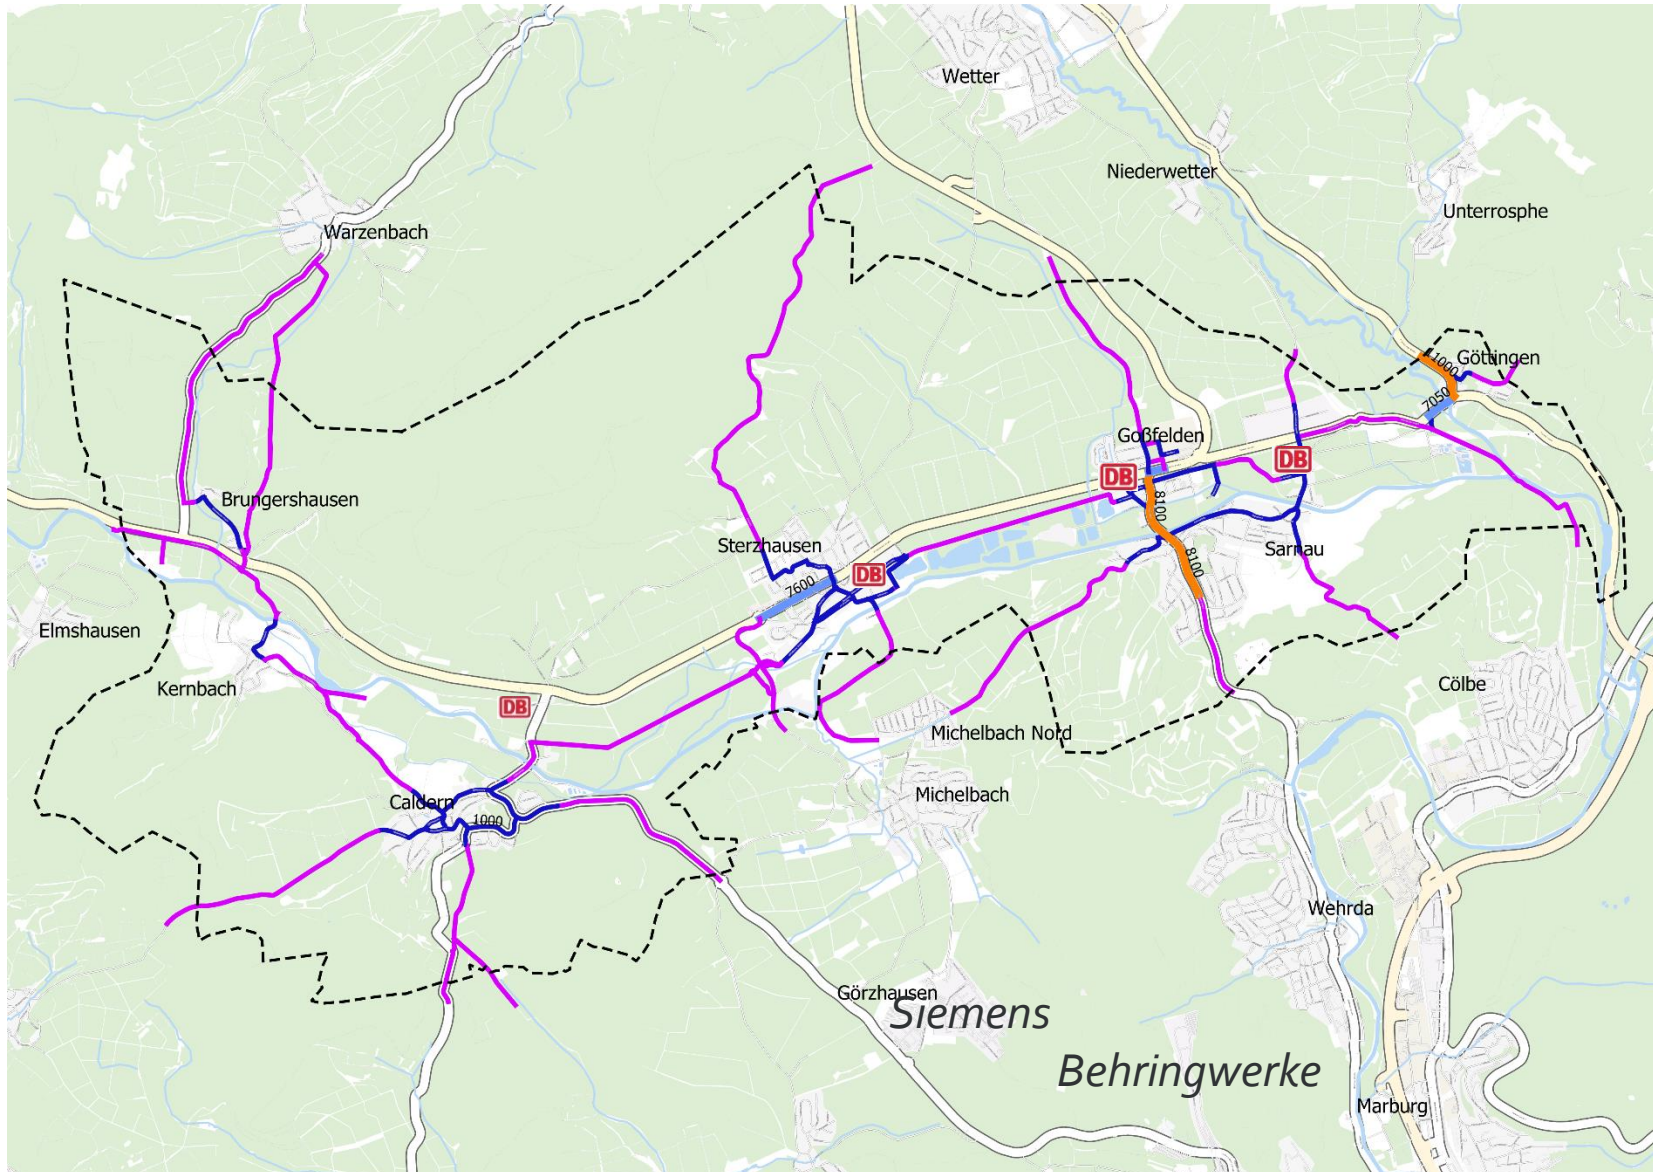 Wetter
Niederwetter
Unterrosphe
Warzenbach
Göttingen
11000
7050
Goßfelden
DB
DB
8100
8100
Brungershausen
Sterzhausen
7600
DB
Sarnau
Elmshausen
Kernbach
DB
Cölbe
Michelbach Nord
Caldern
1000
Michelbach
Wehrda
Görzhausen
Siemens
Behringwerke
Marburg